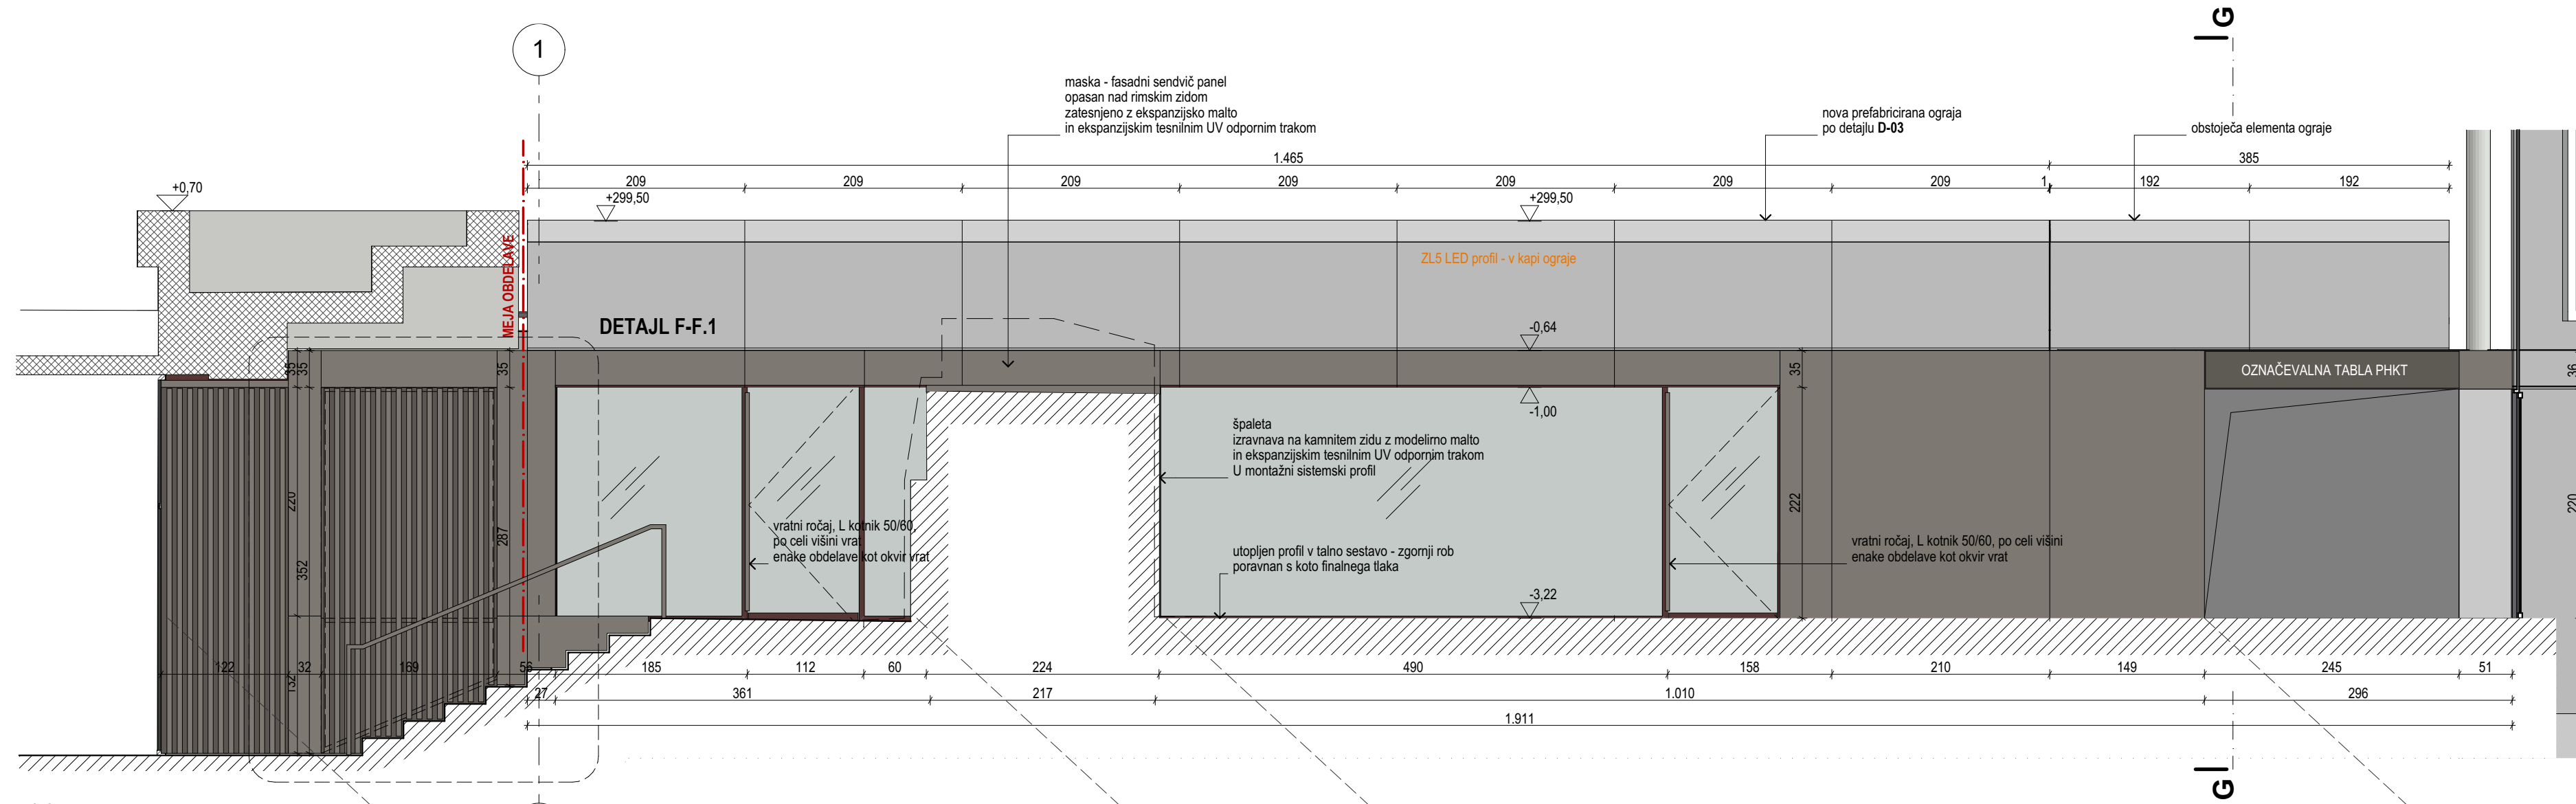 G
1
maska - fasadni sendvič panel
opasan nad rimskim zidom
zatesnjeno z ekspanzijsko malto
in ekspanzijskim tesnilnim UV odpornim trakom
nova prefabricirana ograja
po detajlu D-03
obstoječa elementa ograje
1.465
385
209
209
209
209
209
209
209
1
192
192
+0,70
+299,50
+299,50
MEJA OBDELAVE
ZL5 LED profil - v kapi ograje
DETAJL F-F.1
-0,64
35
35
35
35
OZNAČEVALNA TABLA PHKT
36
-1,00
špaleta
izravnava na kamnitem zidu z modelirno malto
in ekspanzijskim tesnilnim UV odpornim trakom
U montažni sistemski profil
220
287
352
222
220
vratni ročaj, L kotnik 50/60,
po celi višini vrat
enake obdelave kot okvir vrat
utopljen profil v talno sestavo - zgornji rob
poravnan s koto finalnega tlaka
vratni ročaj, L kotnik 50/60, po celi višini
enake obdelave kot okvir vrat
-3,22
122
32
132
169
56
185
112
60
224
490
158
210
149
245
51
27
361
217
1.010
296
1.911
G